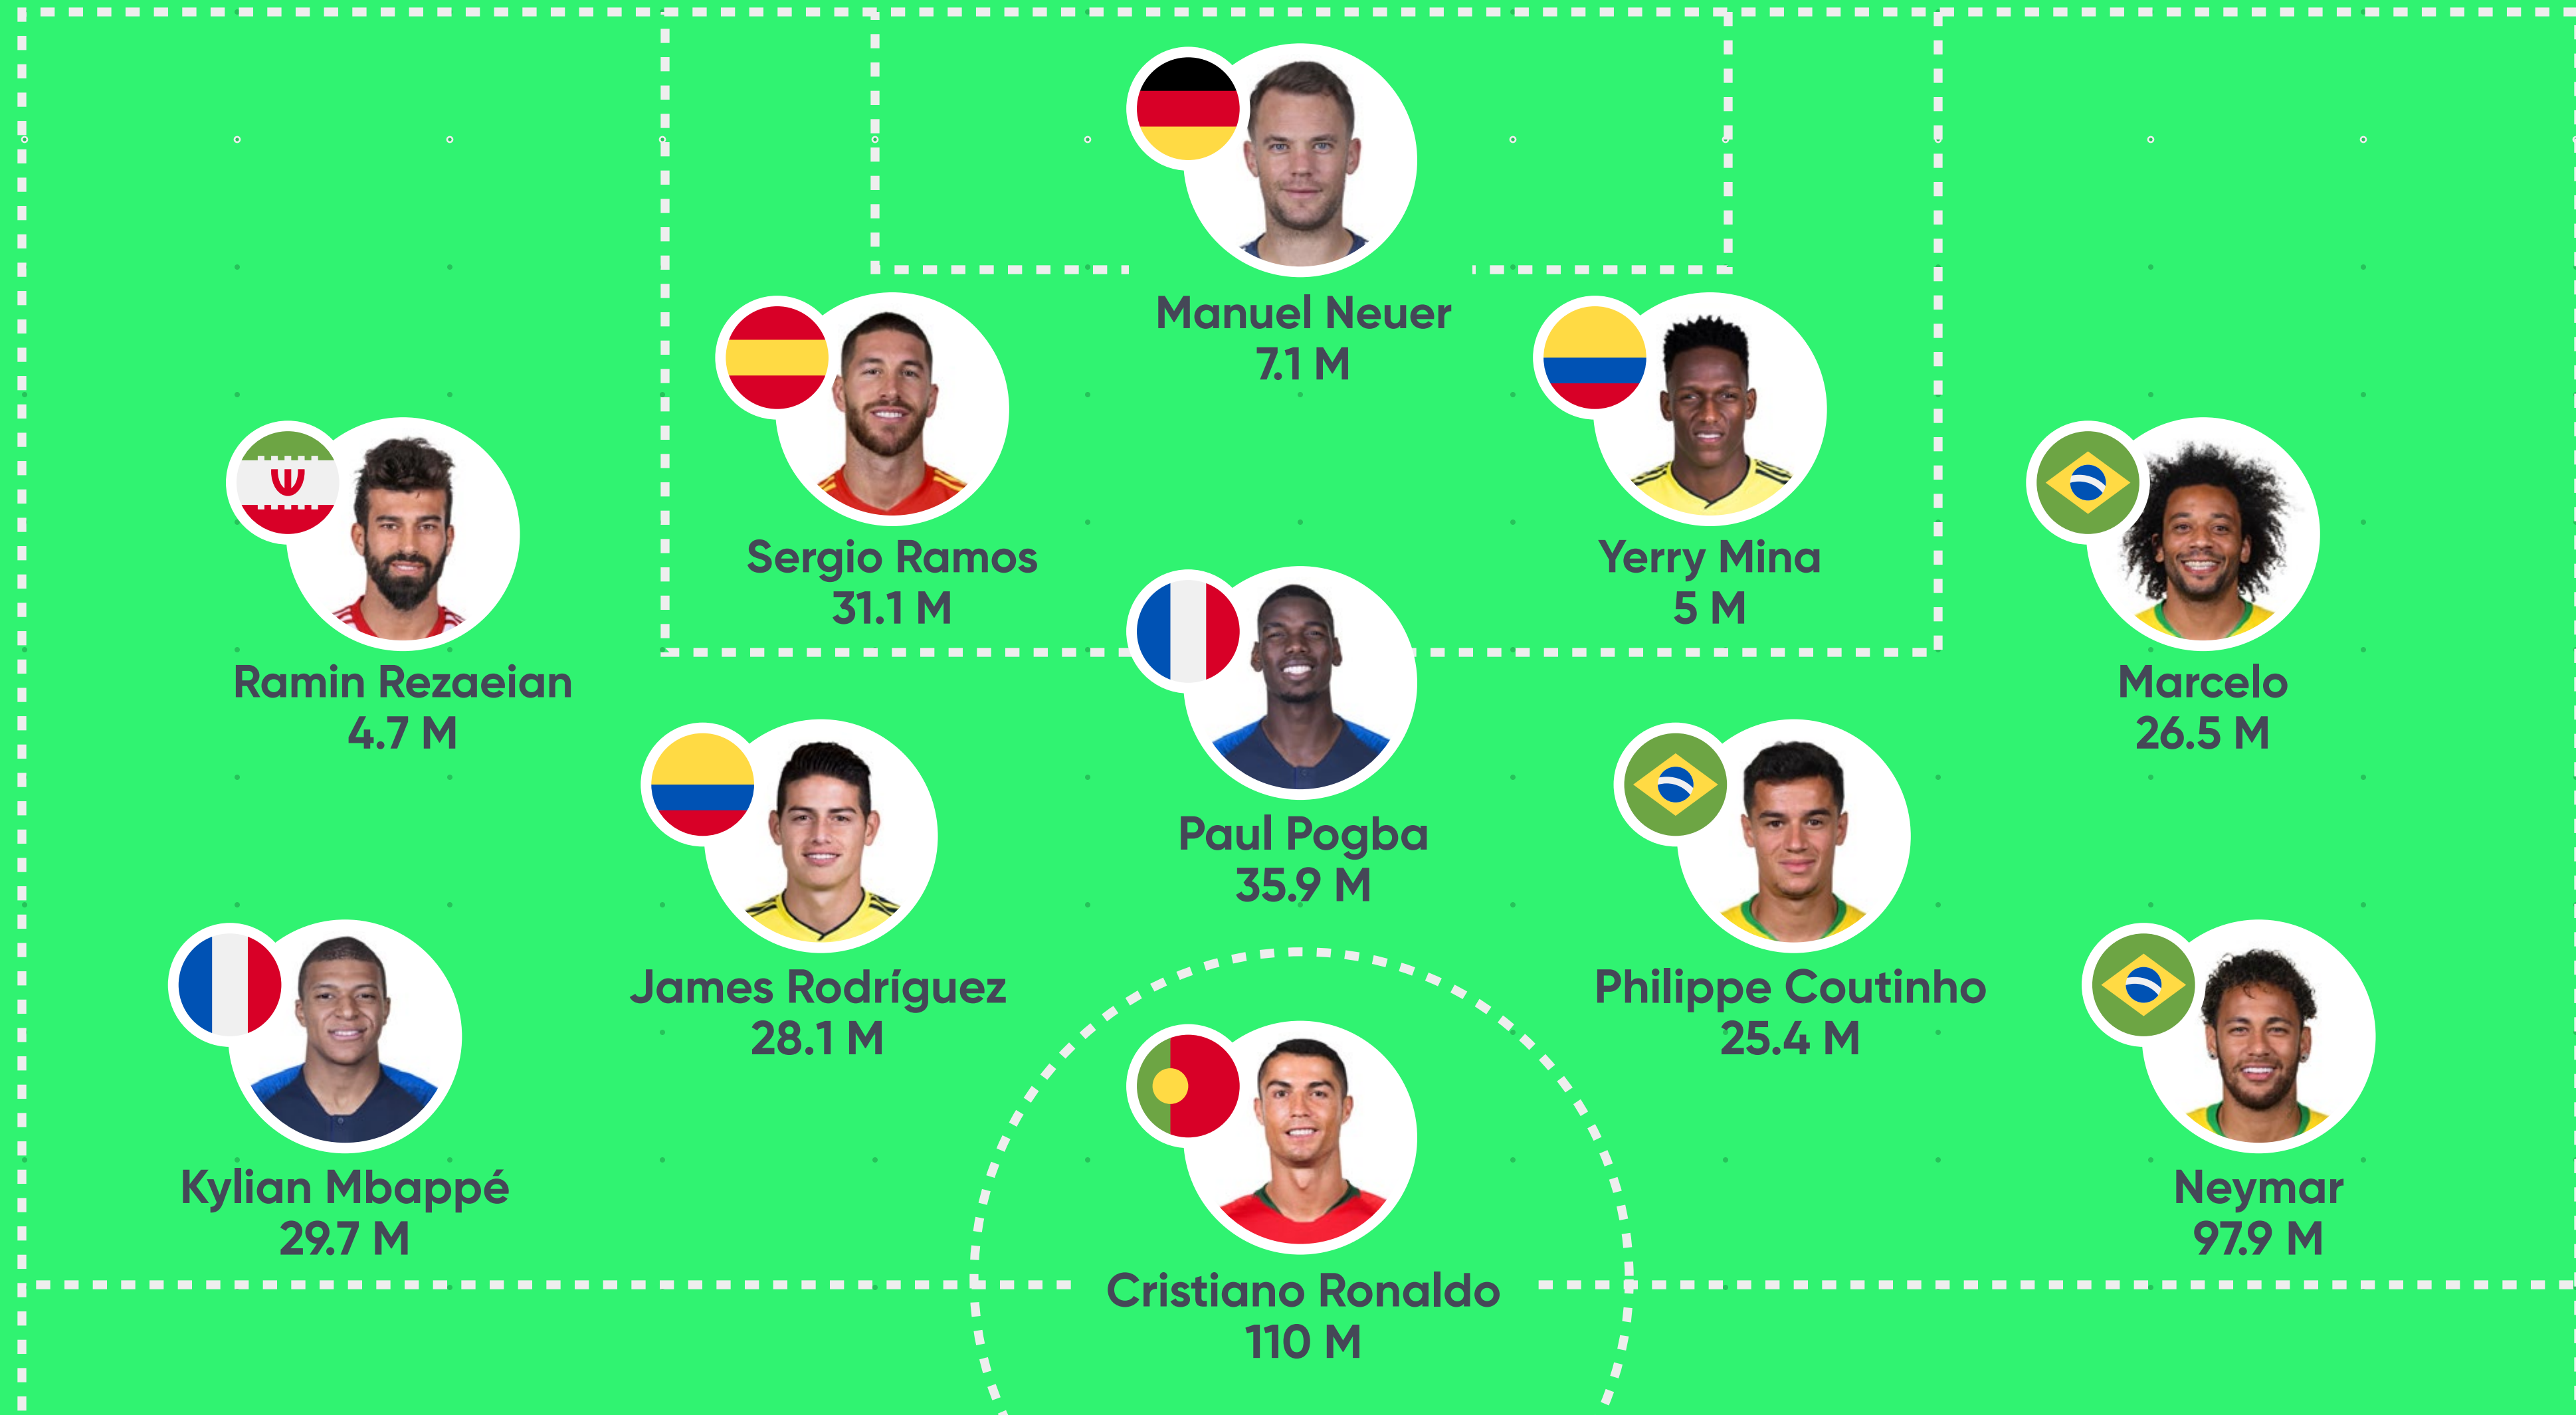 Manuel Neuer
7.1 M
Sergio Ramos
31.1 M
Yerry Mina
5 M
Ramin Rezaeian
4.7 M
Marcelo
26.5 M
Paul Pogba
35.9 M
James Rodríguez
28.1 M
Philippe Coutinho
25.4 M
Kylian Mbappé
29.7 M
Neymar
97.9 M
Cristiano Ronaldo
110 M